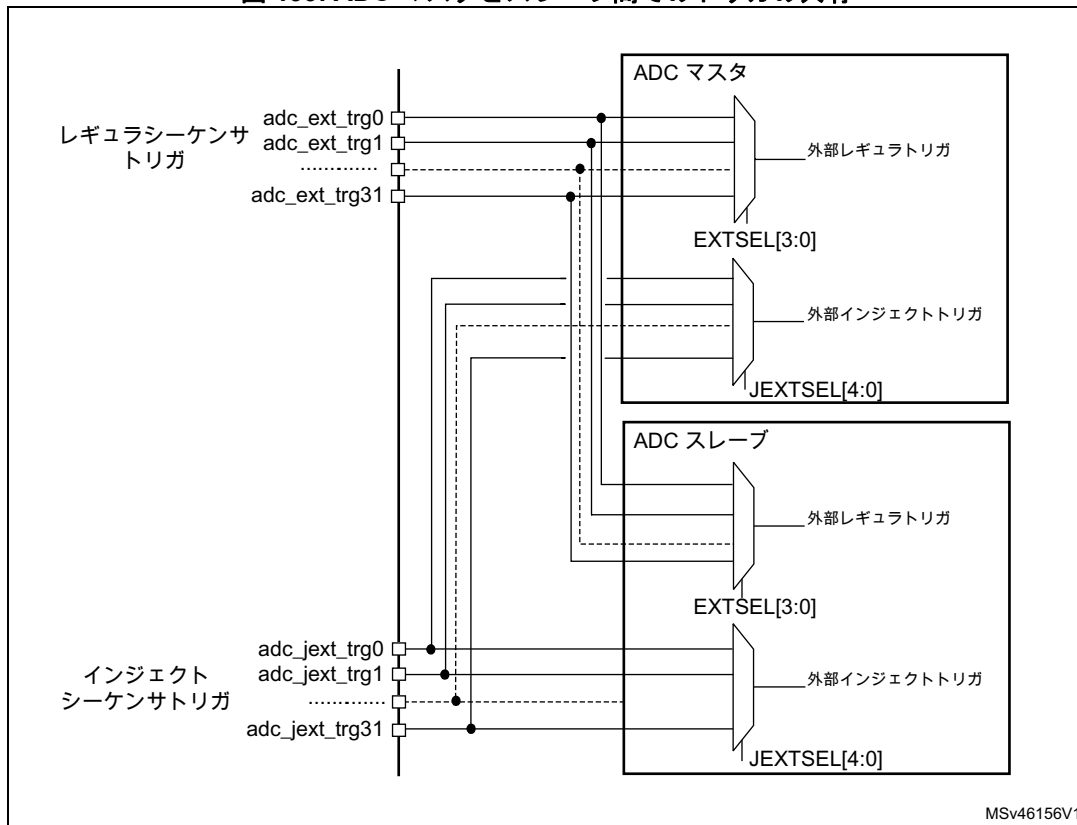 ADC マスタ
レギュラシーケンサ
トリガ
adc_ext_trg0
adc_ext_trg1
.............
adc_ext_trg31
外部レギュラトリガ
EXTSEL[3:0]
外部インジェクトトリガ
JEXTSEL[4:0]
ADC スレーブ
外部レギュラトリガ
EXTSEL[3:0]
インジェクト
シーケンサトリガ
adc_jext_trg0
adc_jext_trg1
.............
adc_jext_trg31
外部インジェクトトリガ
JEXTSEL[4:0]
MSv46156V1